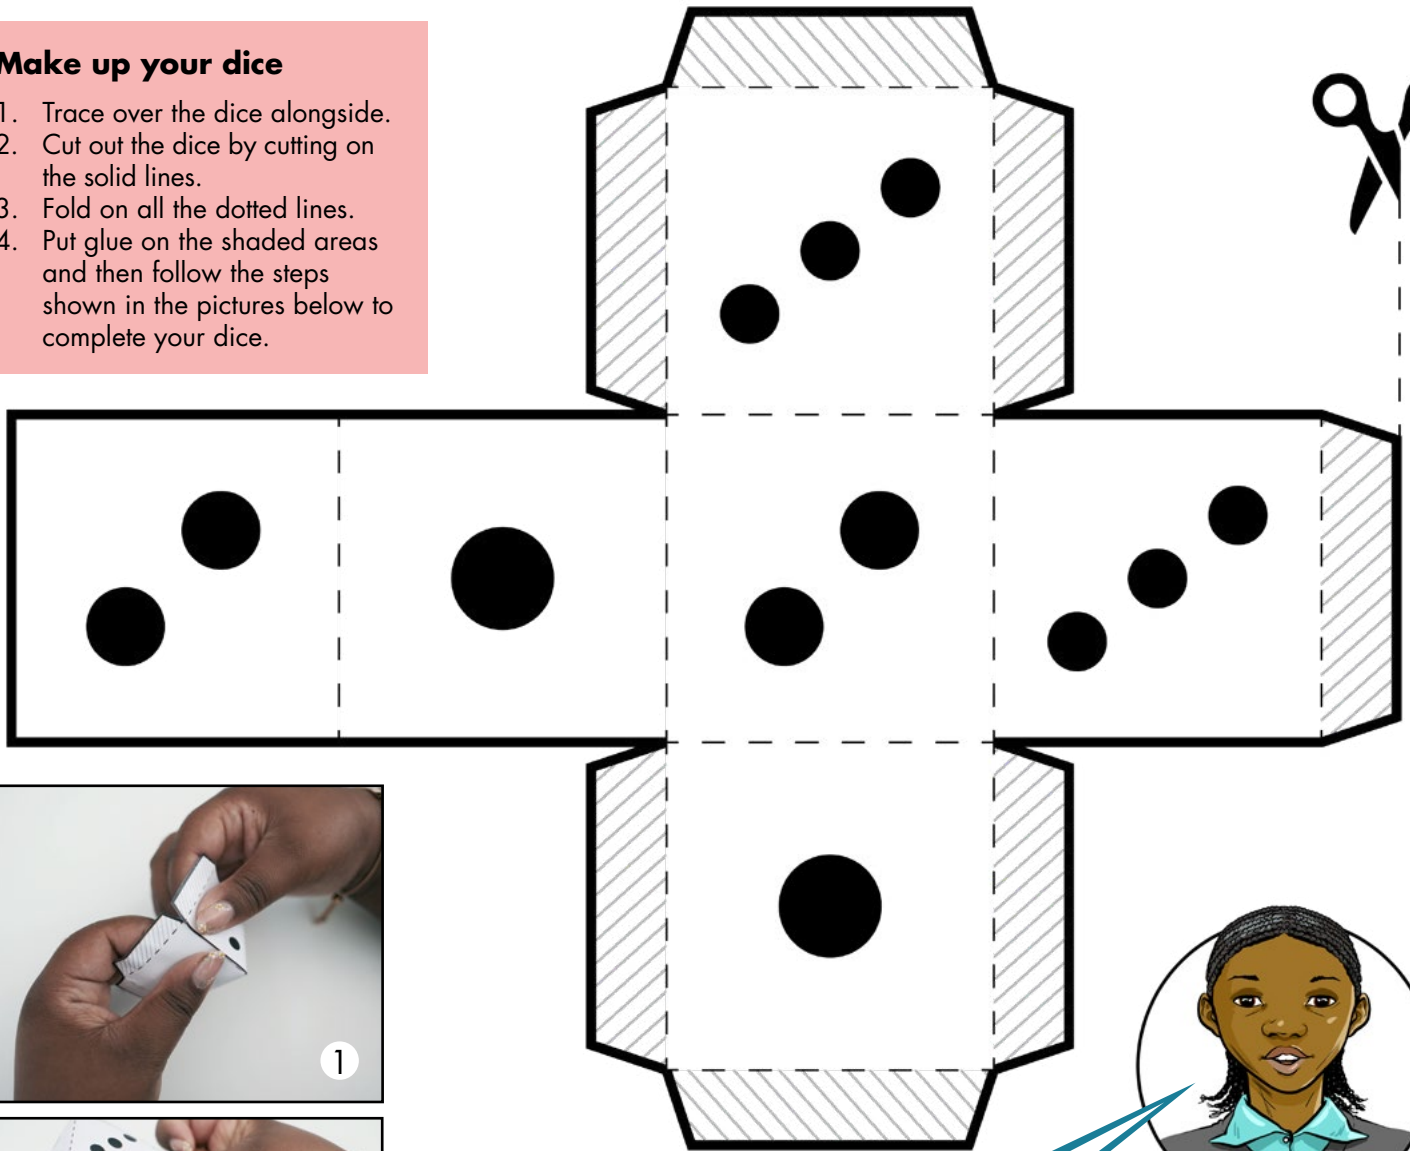 Make up your dice
1. Trace over the dice alongside.
2. Cut out the dice by cutting on
the solid lines.
3. Fold on all the dotted lines.
4. Put glue on the shaded areas
and then follow the steps
shown in the pictures below to
complete your dice.
1